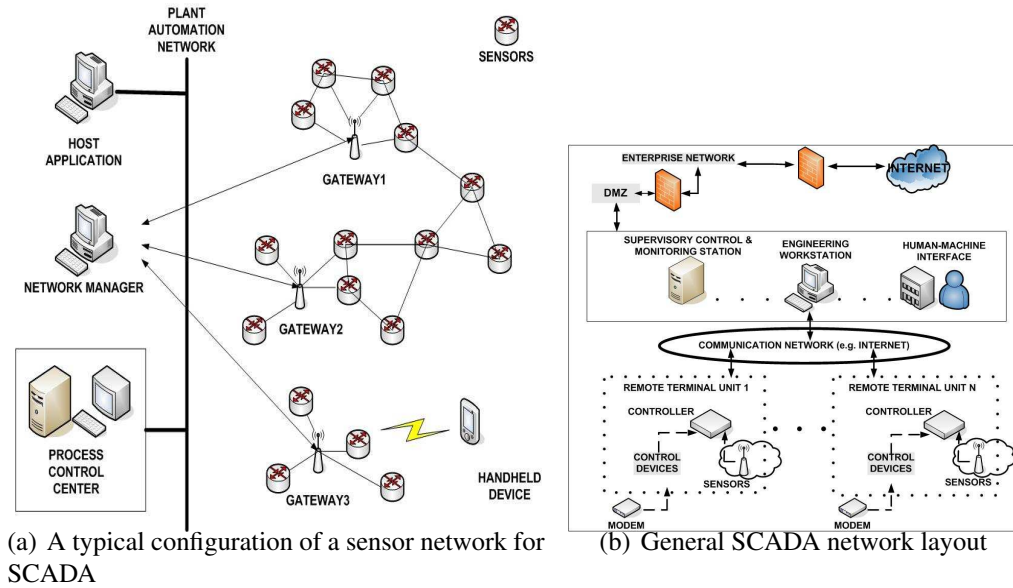 PLANT
AUTOMATION
NETWORK
SENSORS
HOST
APPLICATION
GATEWAY1
NETWORK MANAGER
GATEWAY2
PROCESS
CONTROL
CENTER
GATEWAY3
HANDHELD
DEVICE
(a) A typical configuration of a sensor network for
SCADA
ENTERPRISE NETWORK
INTERNET
DMZ
SUPERVISORY CONTROL &
MONITORING STATION
ENGINEERING
WORKSTATION
HUMAN-MACHINE
INTERFACE
COMMUNICATION NETWORK (e.g. INTERNET)
REMOTE TERMINAL UNIT 1
CONTROLLER
CONTROL
DEVICES
SENSORS
MODEM
REMOTE TERMINAL UNIT N
CONTROLLER
CONTROL
DEVICES
SENSORS
MODEM
(b) General SCADA network layout